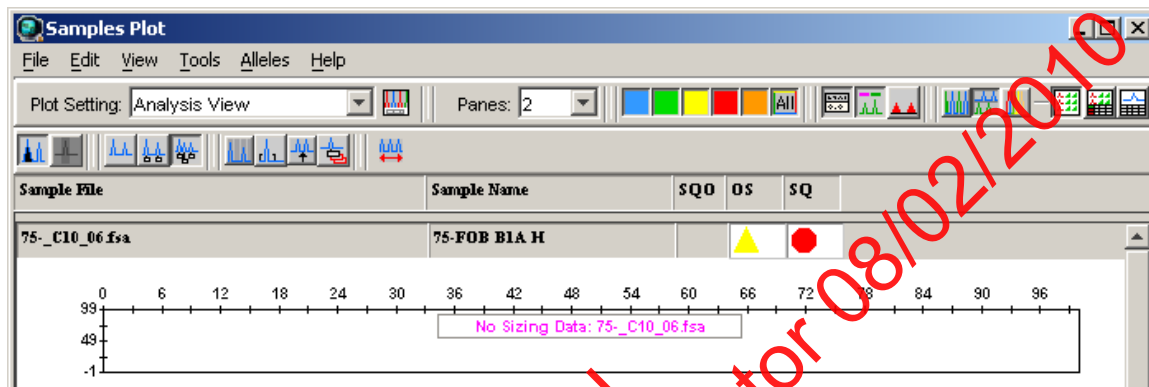 Samples Plot
File Edit View Tools Alleles Help
Plot Setting: Analysis View Panes: 2 All
Sample File Sample Name SQO OS SQ
75-_C10_06.fsa 75-FOB B1A H
0 6 12 18 24 30 36 42 48 54 60 66 72 78 84 90 96
99
No Sizing Data: 75-_C10_06.fsa
49
-1
tor 08/02/2010